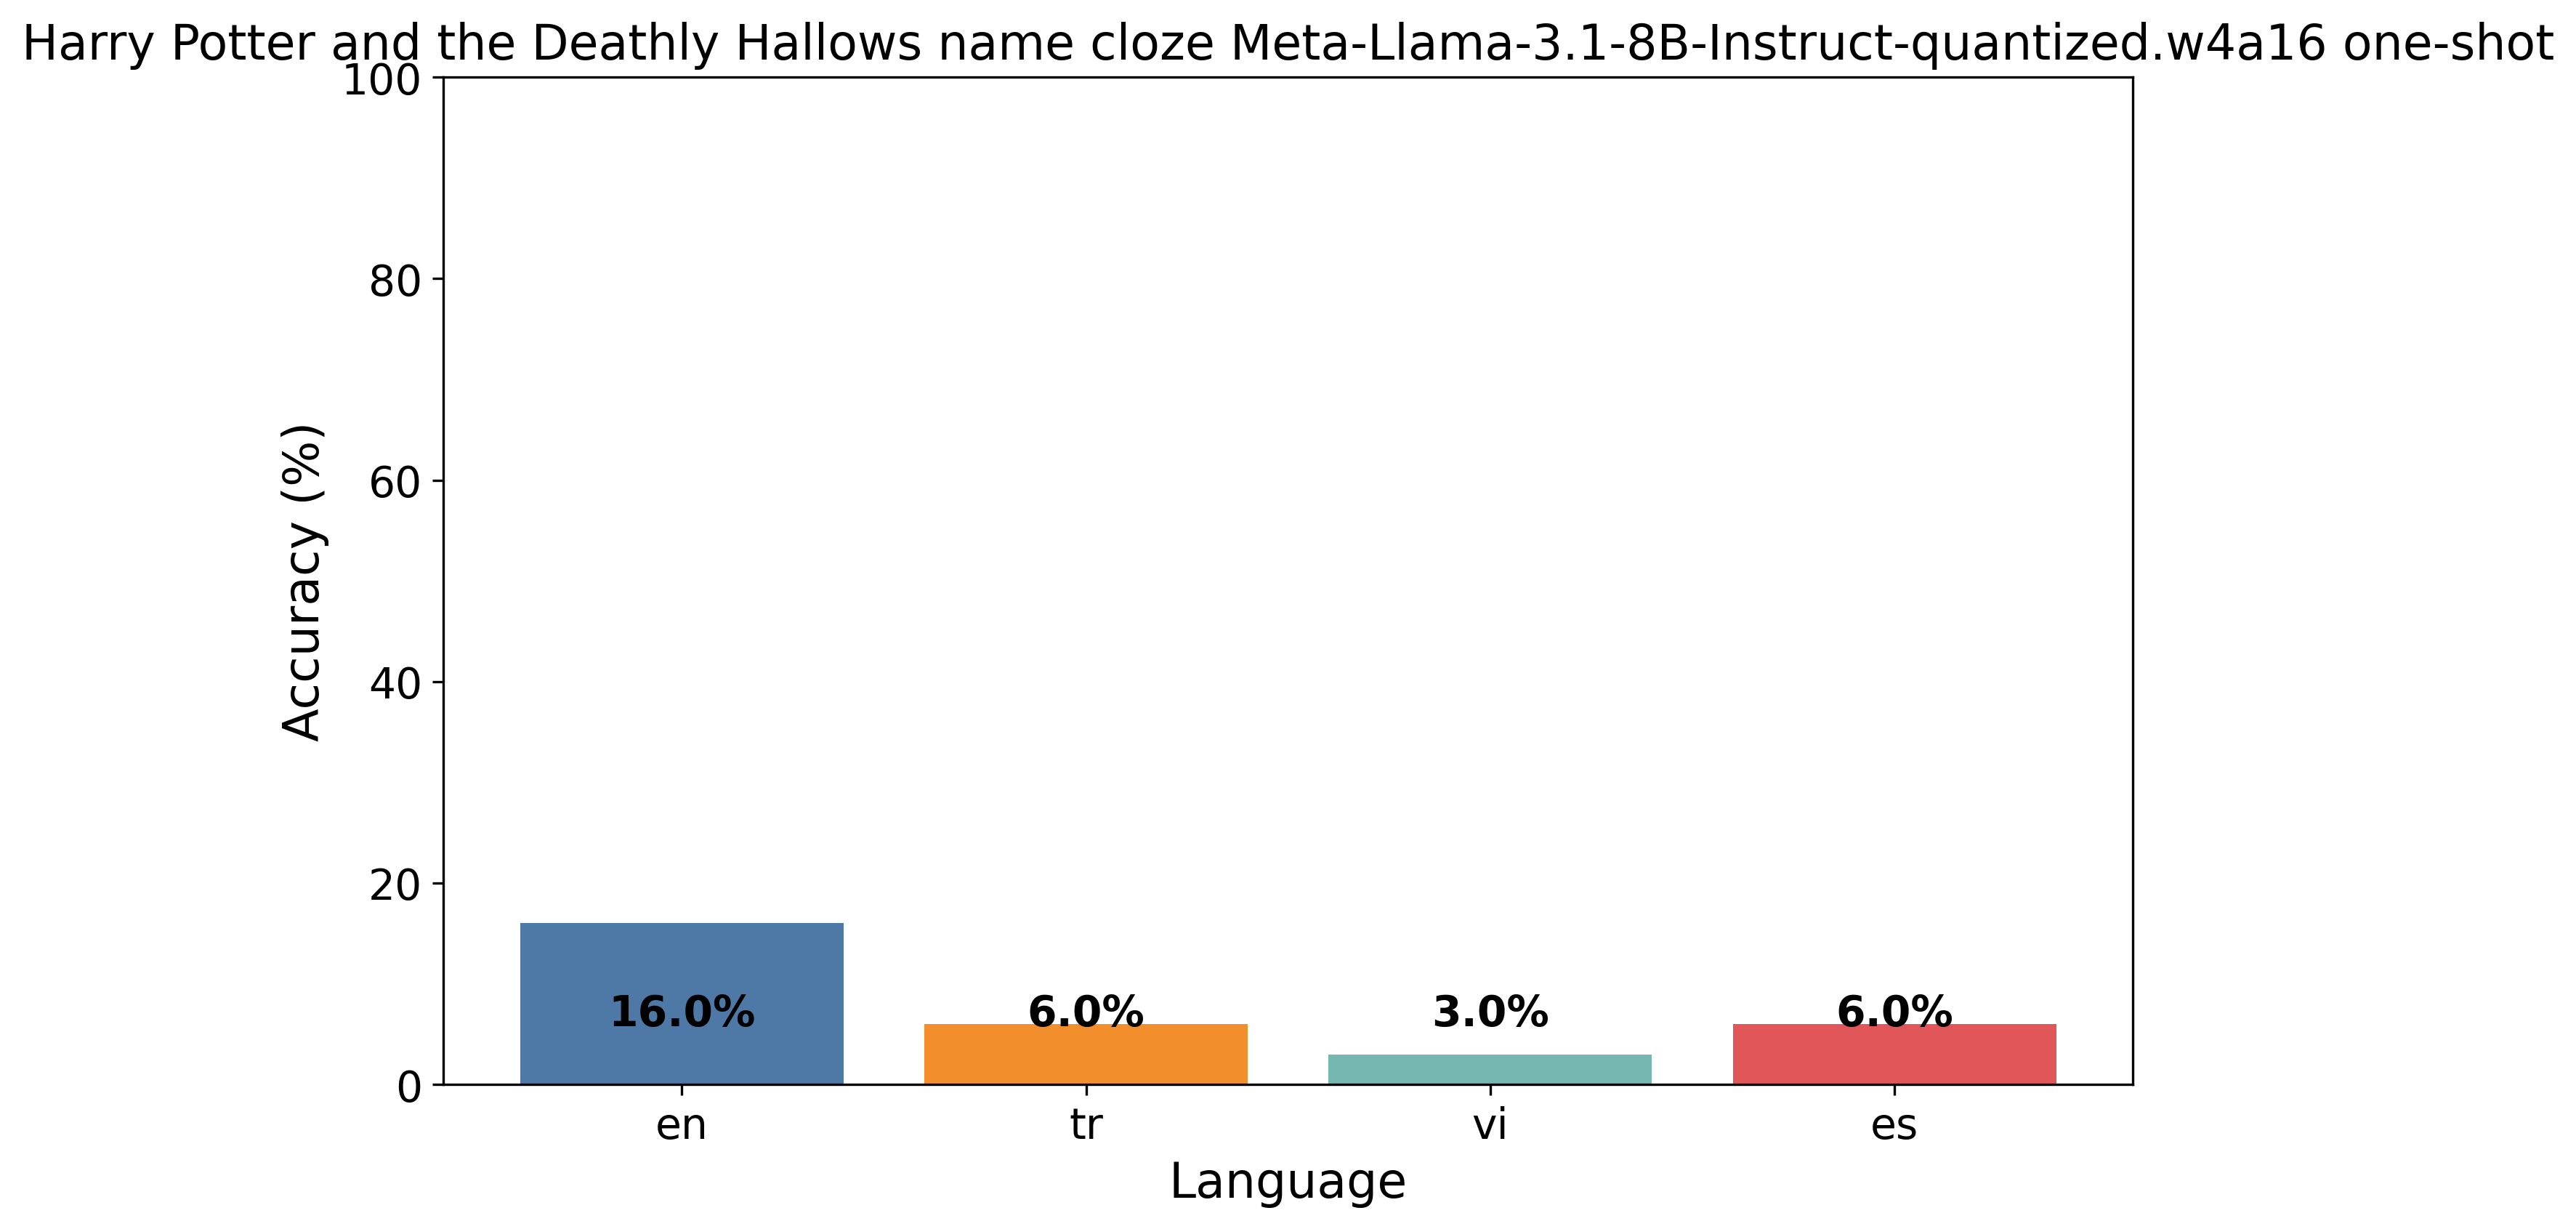 Harry Potter and the Deathly Hallows name cloze Meta-Llama-3.1-8B-Instruct-quantized.w4a16 one-shot
100
80
60
40
20
0
Accuracy (%)
16.0%
6.0%
3.0%
6.0%
en
tr
vi
es
Language